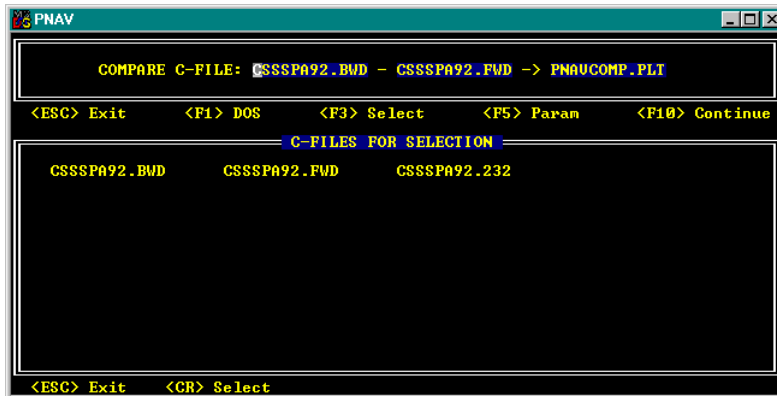 PNAV
COMPARE C-FILE: CSSSPA92.BWD - CSSSPA92.FWD -> PNAVCOMP.PLT
<ESC> Exit <F1> DOS <F3> Select <F5> Param <F10> Continue
C-FILES FOR SELECTION
CSSSPA92.BWD CSSSPA92.FWD CSSSPA92.232
<ESC> Exit <CR> Select